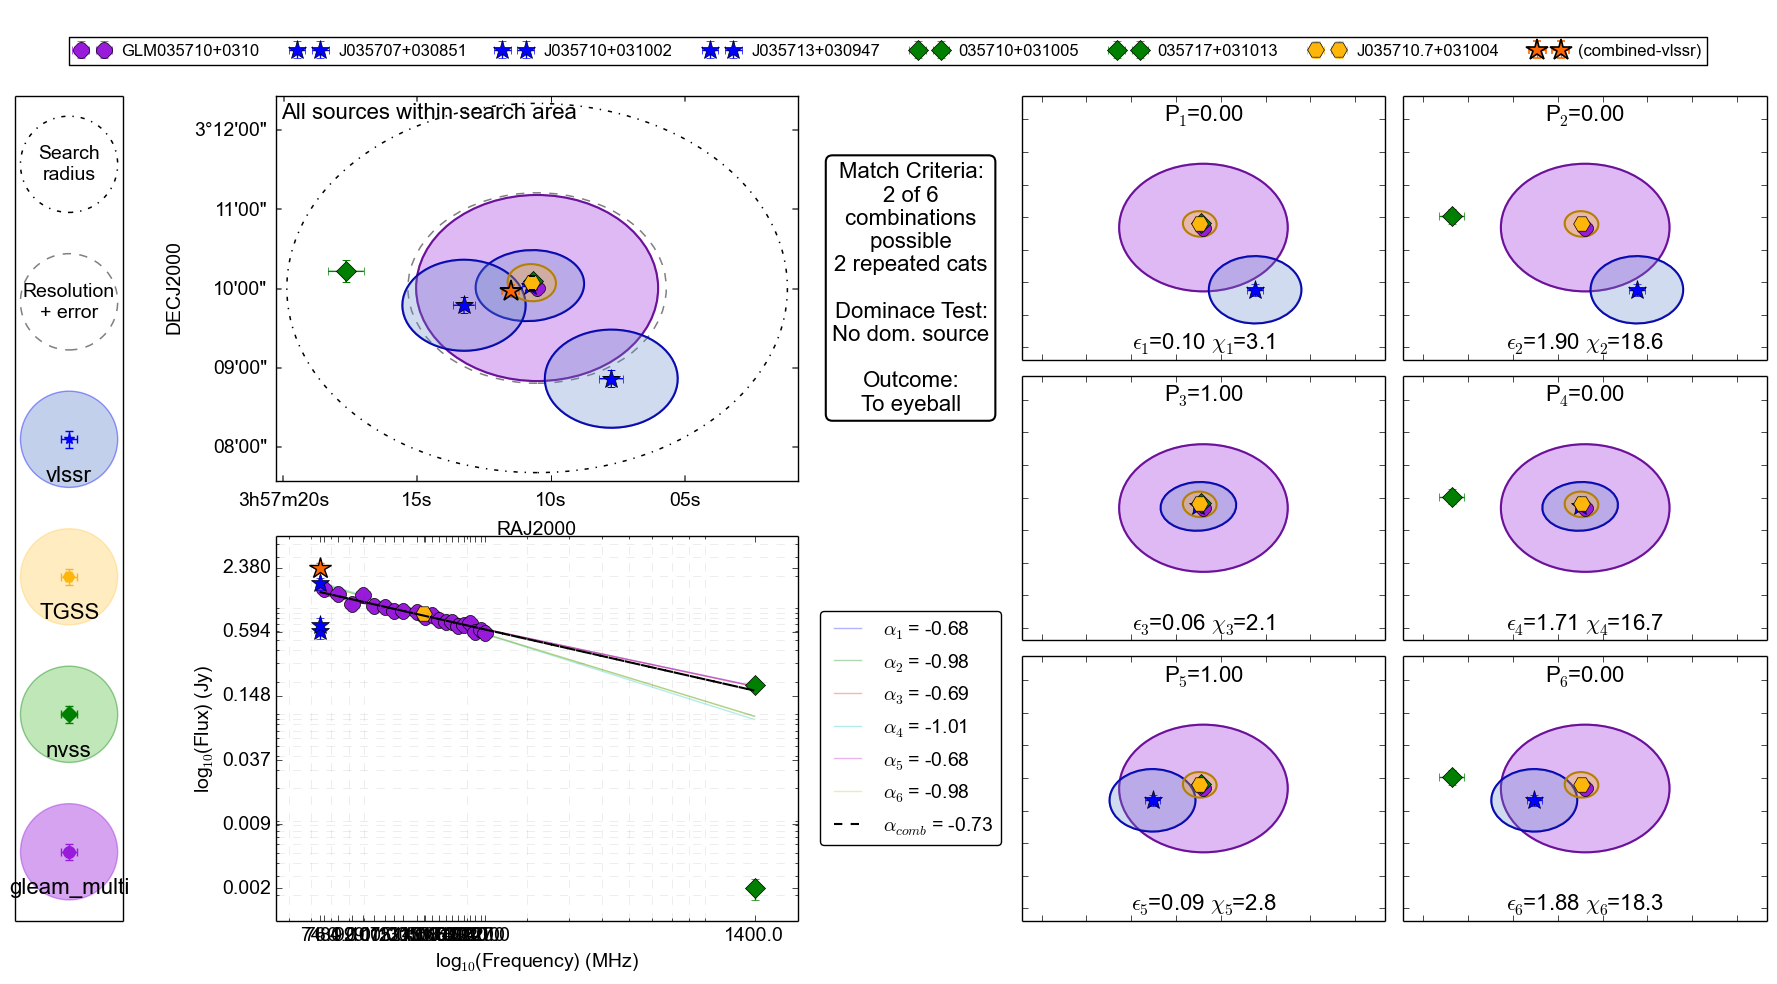 GLM035710+0310 J035707+030851 J035710+031002 J035713+030947 035710+031005 035717+031013 J035710.7+031004 (combined-vlssr)
Search
radius
Resolution
+ error
vlssr
TGSS
nvss
gleam_multi
All sources within search area
3°12'00"
11'00"
10'00"
09'00"
08'00"
DECJ2000
3h57m20s 15s 10s 05s
RAJ2000
2.380
0.594
0.148
0.037
0.009
0.002
log10(Flux) (Jy)
1400.0
log10(Frequency) (MHz)
Match Criteria:
2 of 6
combinations
possible
2 repeated cats
Dominace Test:
No dom. source
Outcome:
To eyeball
α1 = -0.68
α2 = -0.98
α3 = -0.69
α4 = -1.01
α5 = -0.68
α6 = -0.98
αcomb = -0.73
P1=0.00
ϵ1=0.10 χ1=3.1
P2=0.00
ϵ2=1.90 χ2=18.6
P3=1.00
ϵ3=0.06 χ3=2.1
P4=0.00
ϵ4=1.71 χ4=16.7
P5=1.00
ϵ5=0.09 χ5=2.8
P6=0.00
ϵ6=1.88 χ6=18.3